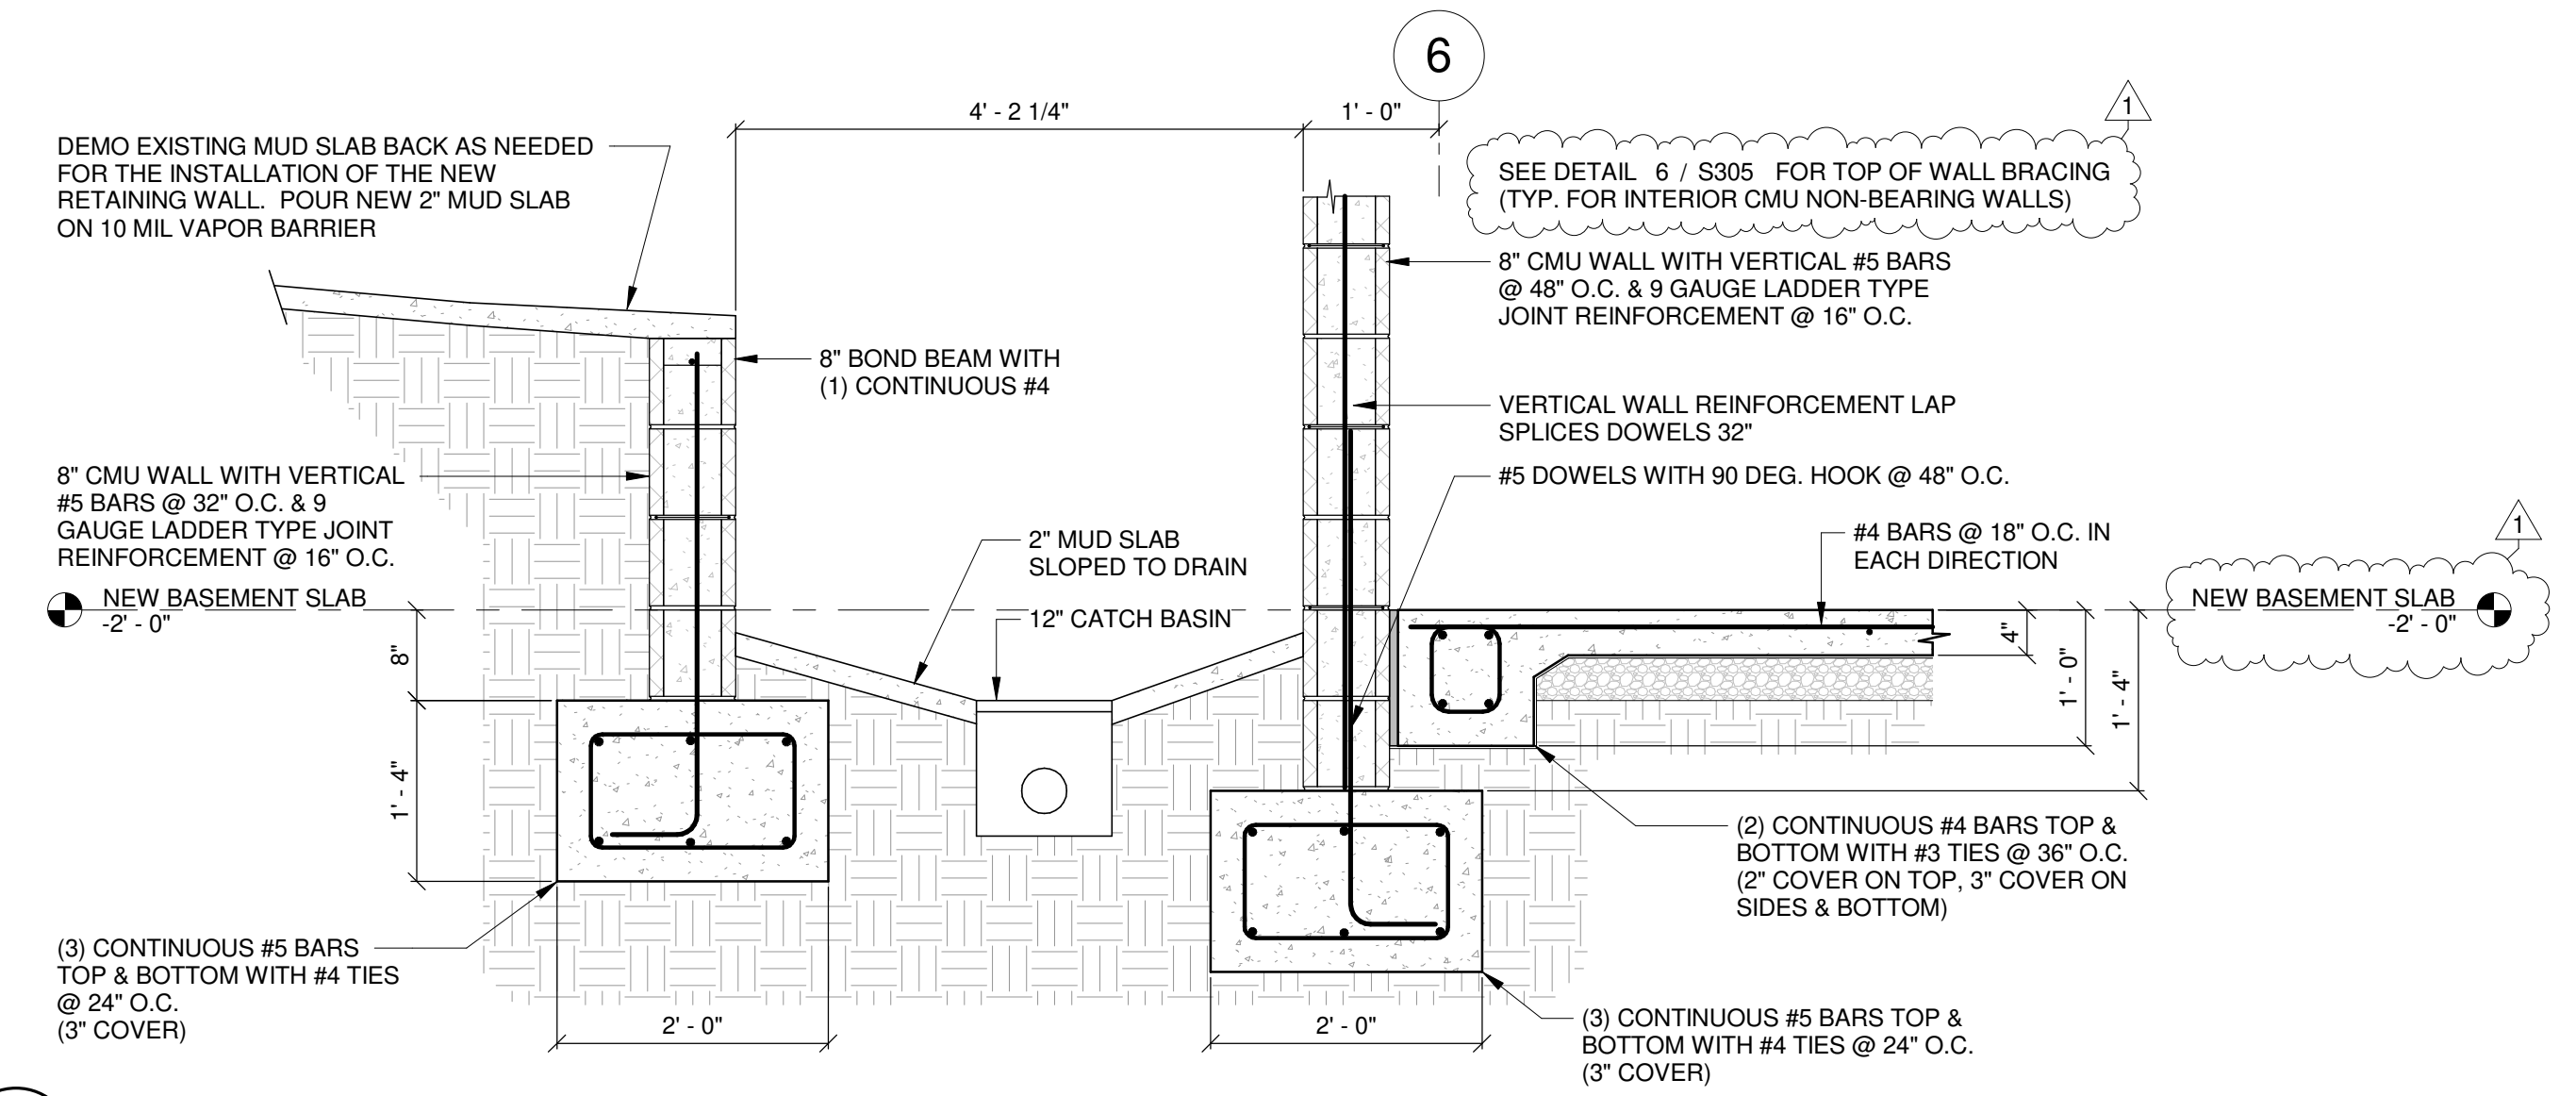 6
4' - 2 1/4"
1' - 0"
1
DEMO EXISTING MUD SLAB BACK AS NEEDED
FOR THE INSTALLATION OF THE NEW
RETAINING WALL. POUR NEW 2" MUD SLAB
ON 10 MIL VAPOR BARRIER
SEE DETAIL 6 / S305 FOR TOP OF WALL BRACING
(TYP. FOR INTERIOR CMU NON-BEARING WALLS)
8" CMU WALL WITH VERTICAL #5 BARS
@ 48" O.C. & 9 GAUGE LADDER TYPE
JOINT REINFORCEMENT @ 16" O.C.
8" BOND BEAM WITH
(1) CONTINUOUS #4
VERTICAL WALL REINFORCEMENT LAP
SPLICES DOWELS 32"
8" CMU WALL WITH VERTICAL
#5 BARS @ 32" O.C. & 9
GAUGE LADDER TYPE JOINT
REINFORCEMENT @ 16" O.C.
#5 DOWELS WITH 90 DEG. HOOK @ 48" O.C.
2" MUD SLAB
SLOPED TO DRAIN
#4 BARS @ 18" O.C. IN
EACH DIRECTION
1
NEW BASEMENT SLAB
-2' - 0"
12" CATCH BASIN
NEW BASEMENT SLAB
-2' - 0"
8"
4"
1' - 0"
1' - 4"
1' - 4"
(2) CONTINUOUS #4 BARS TOP &
BOTTOM WITH #3 TIES @ 36" O.C.
(2" COVER ON TOP, 3" COVER ON
SIDES & BOTTOM)
(3) CONTINUOUS #5 BARS
TOP & BOTTOM WITH #4 TIES
@ 24" O.C.
(3" COVER)
2' - 0"
2' - 0"
(3) CONTINUOUS #5 BARS TOP &
BOTTOM WITH #4 TIES @ 24" O.C.
(3" COVER)